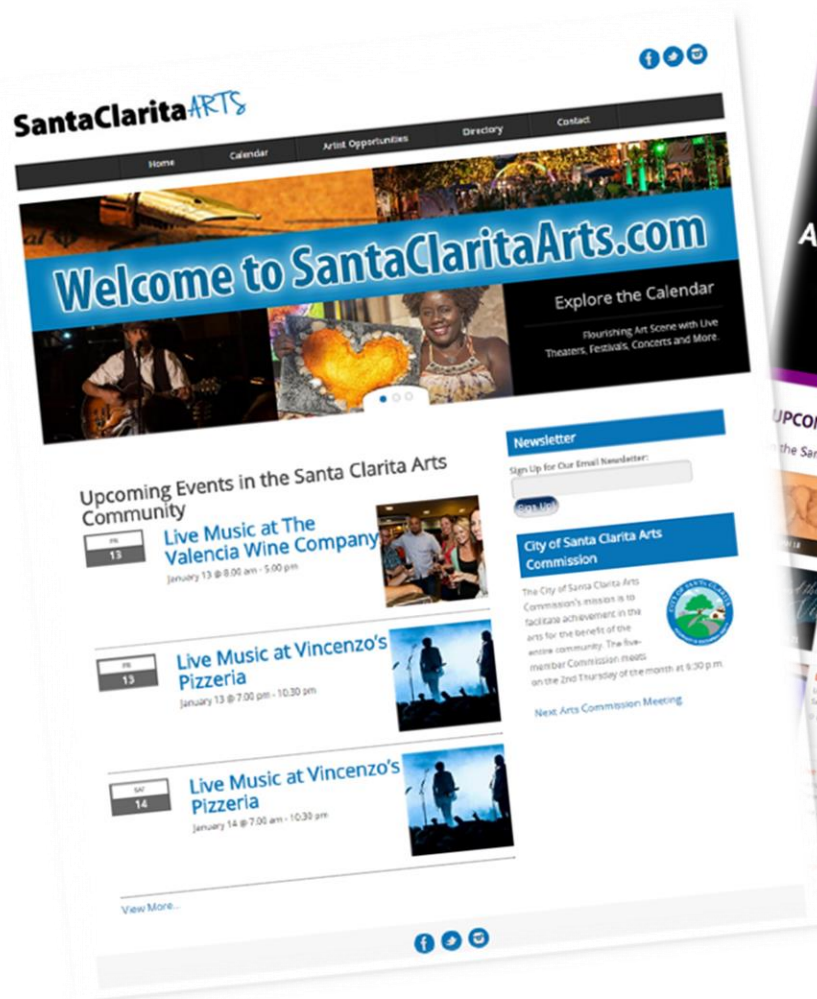 SantaClaritaARTS
Home
Calendar
Artist Opportunities
Directory
Contact
al
Welcome to SantaClaritaArts.com
Explore the Calendar
Flourishing Art Scene with Live
Theaters, Festivals, Concerts and More.
Upcoming Events in the Santa Clarita Arts
Community
FRI
13
Live Music at The
Valencia Wine Company
January 13 @ 8:00 am - 5:00 pm
FRI
13
Live Music at Vincenzo's
Pizzeria
January 13 @ 7:00 pm - 10:30 pm
SAT
14
Live Music at Vincenzo's
Pizzeria
January 14 @ 7:00 am - 10:30 pm
View More...
Newsletter
Sign Up for Our Email Newsletter:
Sign Up!
City of Santa Clarita Arts
Commission
The City of Santa Clarita Arts
Commission's mission is to
facilitate achievement in the
arts for the benefit of the
entire community. The five-
member Commission meets
on the 2nd Thursday of the month at 6:30 p.m.
CITY OF SANTA CLARITA
Next Arts Commission Meeting
A
UPCO
the Sa